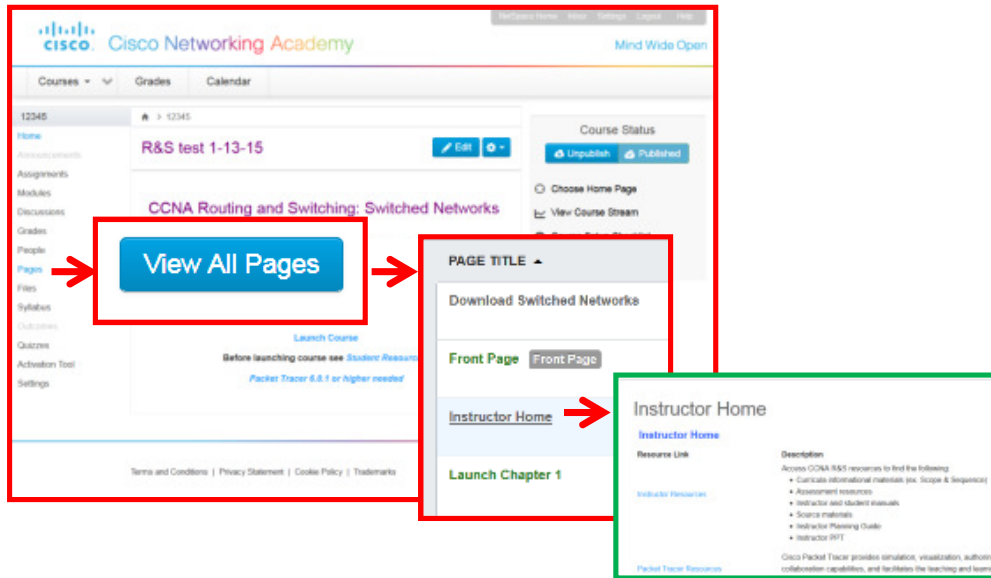 NetSpace Home Inbox Settings Logout Help
CISCO. Cisco Networking Academy
Mind Wide Open
Courses
Grades
Calendar
12345
> 12345
Home
Announcements
Assignments
Modules
Discussions
Grades
People
Pages
Files
Syllabus
Outcomes
Quizzes
Activation Tool
Settings
R&S test 1-13-15
Edit
CCNA Routing and Switching: Switched Networks
Course Status
Unpublish
Published
Choose Home Page
View Course Stream
View All Pages
Launch Course
Before launching course see Student
Packet Tracer 6.0.1 or higher needed
Terms and Conditions | Privacy Statement | Cookie Policy | Trademarks
PAGE TITLE
Download Switched Networks
Front Page Front Page
Instructor Home
Launch Chapter 1
Instructor Home
Instructor Home
Resource Link
Description
Instructor Resources
Access CCNA R&S resources to find the following:
• Curricula informational materials (ex. Scope & Sequence)
• Assessment resources
• Instructor and student manuals
• Source materials
• Instructor Planning Guide
• Instructor PPT
Packet Tracer Resources
Cisco Packet Tracer provides simulation, visualization,
collaboration capabilities, and facilitates the teaching and